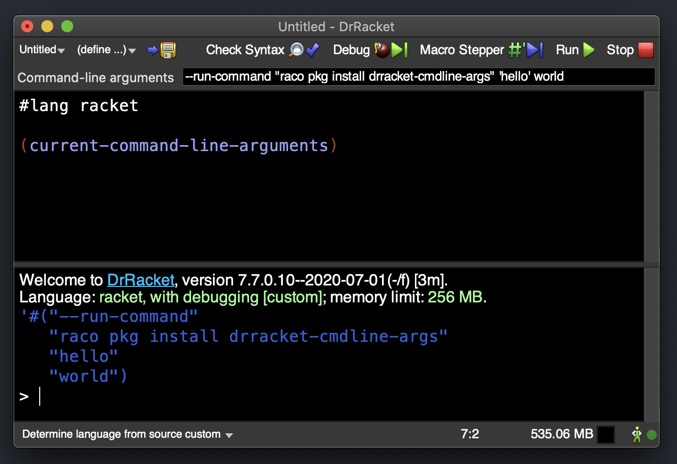 Untitled - DrRacket
Untitled (define ...) Check Syntax Debug Macro Stepper #' Run Stop
Command-line arguments --run-command "raco pkg install drracket-cmdline-args" 'hello' world
#lang racket
(current-command-line-arguments)
Welcome to DrRacket, version 7.7.0.10--2020-07-01(-/f) [3m].
Language: racket, with debugging [custom]; memory limit: 256 MB.
'#("--run-command"
"raco pkg install drracket-cmdline-args"
"hello"
"world")
>
Determine language from source custom 7:2 535.06 MB